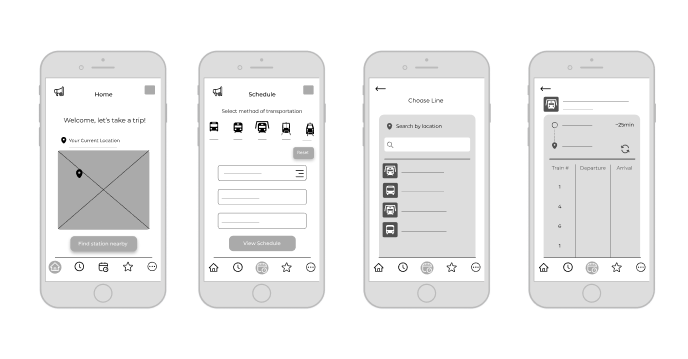 Home
Welcome, let's take a trip!
Your Current Location
Find station nearby
Schedule
Select method of transportation
Reset
View Schedule
Choose Line
Search by location
~25min
Train # Departure Arrival
1
4
6
1